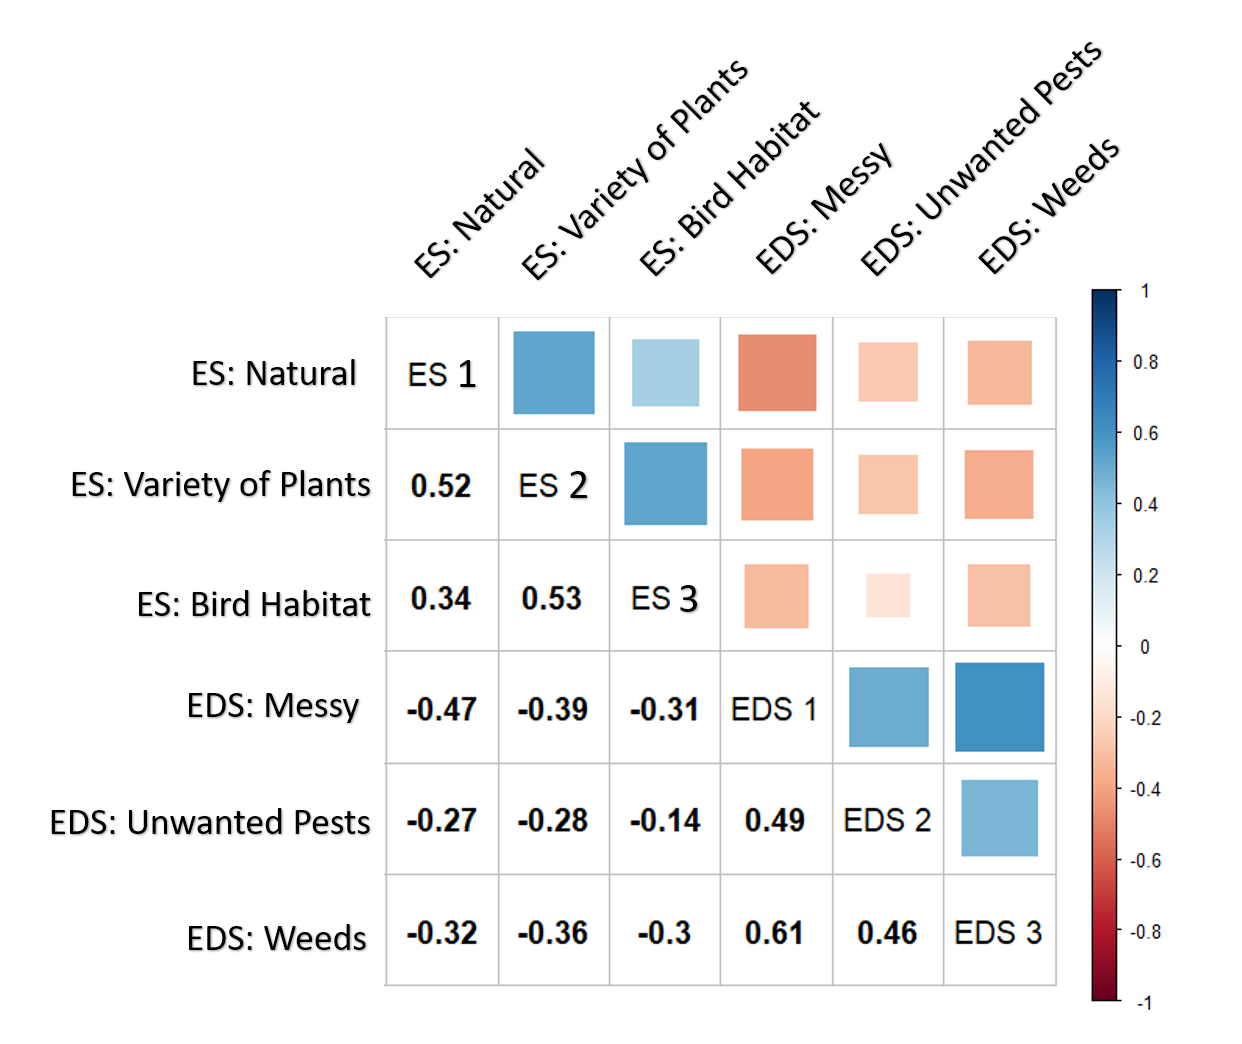 ES: Natural
ES: Variety of Plants
ES: Bird Habitat
EDS: Messy
EDS: Unwanted Pests
EDS: Weeds
ES: Natural ES 1
ES: Variety of Plants 0.52 ES 2
ES: Bird Habitat 0.34 0.53 ES 3
EDS: Messy -0.47 -0.39 -0.31 EDS 1
EDS: Unwanted Pests -0.27 -0.28 -0.14 0.49 EDS 2
EDS: Weeds -0.32 -0.36 -0.3 0.61 0.46 EDS 3
1
0.8
0.6
0.4
0.2
0
-0.2
-0.4
-0.6
-0.8
-1